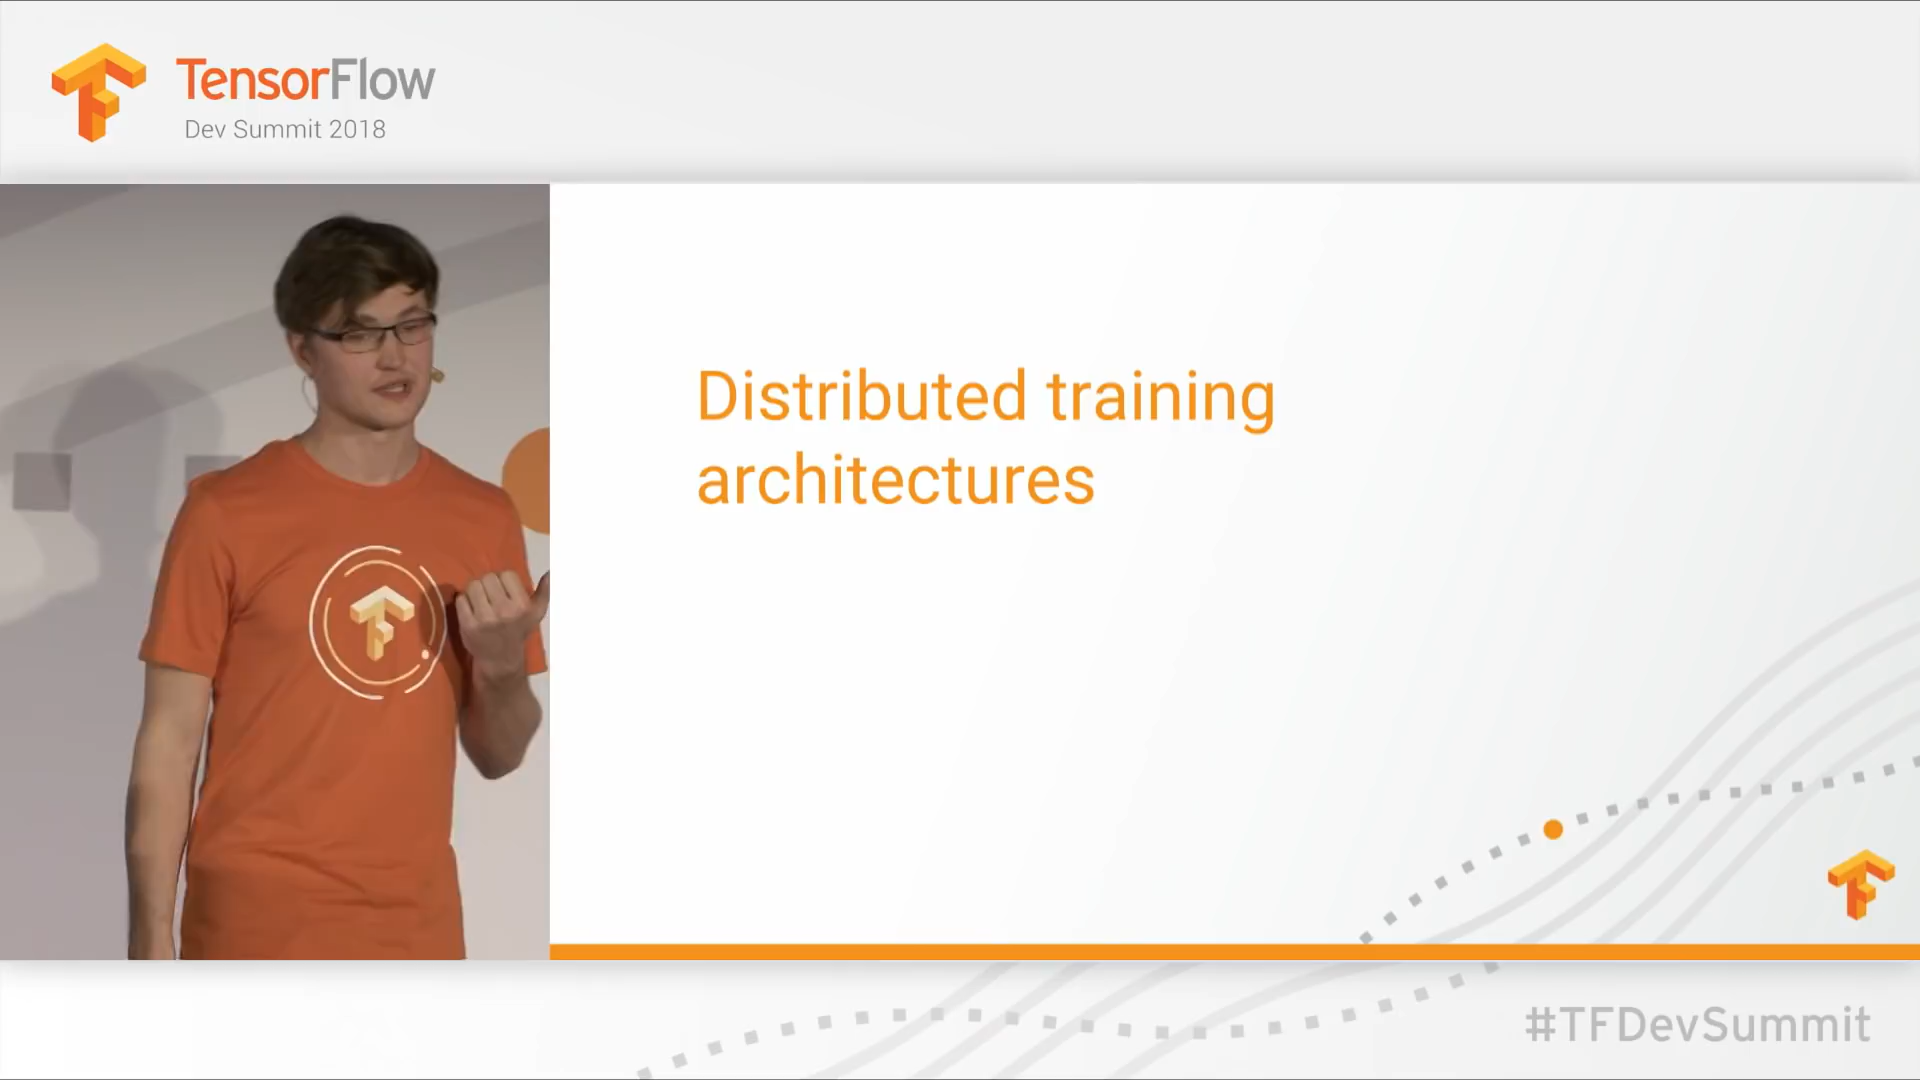 TensorFlow
Dev Summit 2018
Distributed training
architectures
#TFDevSummit